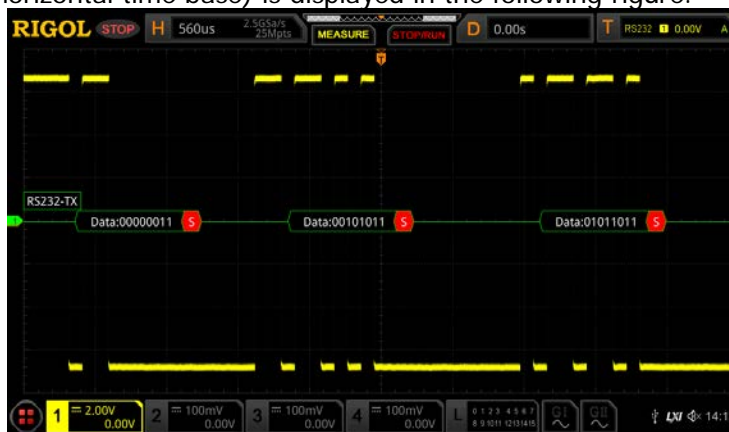 orizontal time base) is displayed in the following figure.
RIGOL STOP H 560us 2.5GSa/s 25Mpts MEASURE STOP/RUN D 0.00s T RS232 1 0.00V A
T
RS232-TX
1 Data:00000011 S Data:00101011 S Data:01011011 S
1 2.00V 0.00V 2 100mV 0.00V 3 100mV 0.00V 4 100mV 0.00V L 0 1 2 3 4 5 6 7 8 9 10 11 12 13 14 15 GI GII LXI 14:1